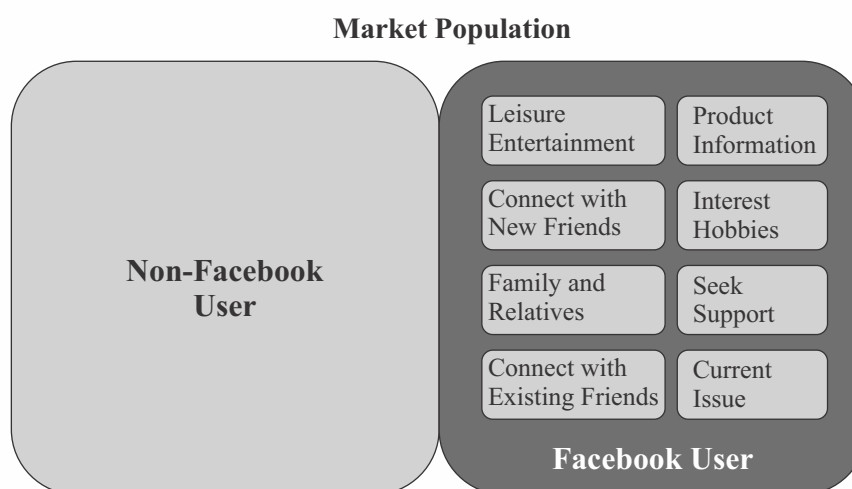 Market Population
Non-Facebook
User
Leisure
Entertainment
Product
Information
Connect with
New Friends
Interest
Hobbies
Family and
Relatives
Seek
Support
Connect with
Existing Friends
Current
Issue
Facebook User